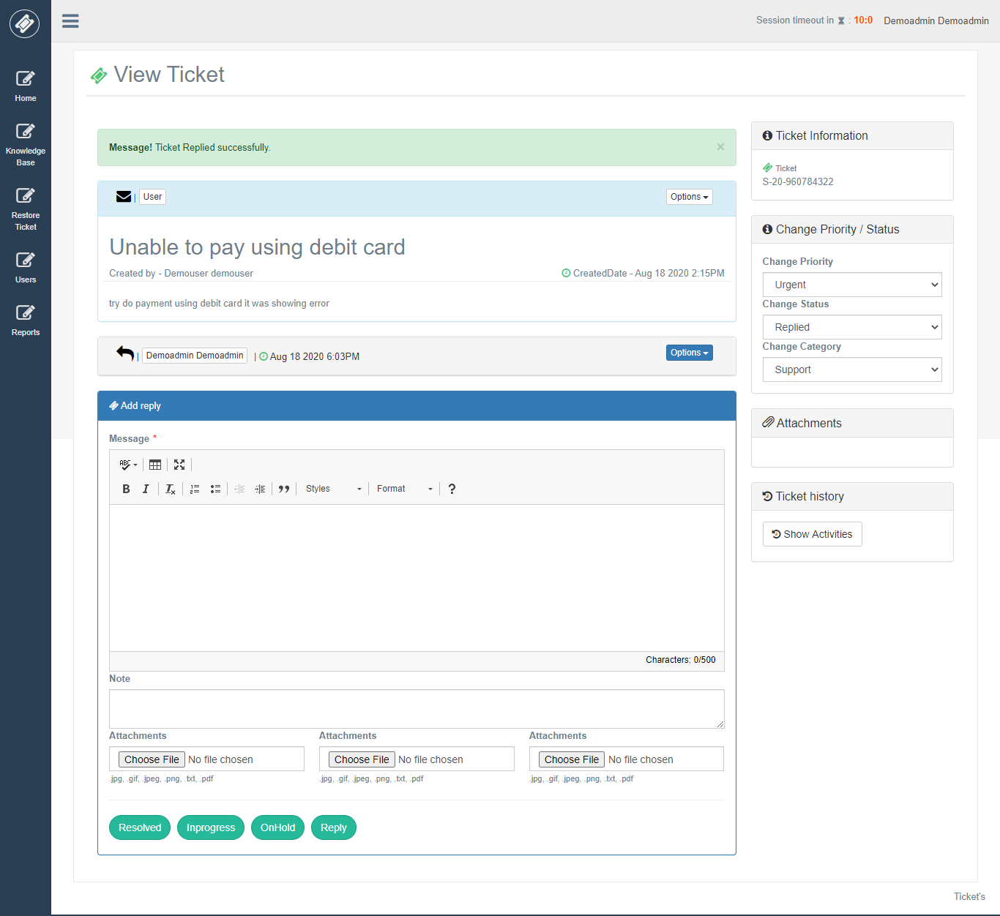 Session timeout in : 10:0 Demoadmin Demoadmin
Home
Knowledge
Base
Restore
Ticket
Users
Reports
View Ticket
Message! Ticket Replied successfully. ×
| User Options
Unable to pay using debit card
Created by - Demouser demouser CreatedDate - Aug 18 2020 2:15PM
try do payment using debit card it was showing error
| Demoadmin Demoadmin | Aug 18 2020 6:03PM Options
Add reply
Message *
ABC
B I Tx Styles Format ?
Characters: 0/500
Note
Attachments Attachments Attachments
Choose File No file chosen Choose File No file chosen Choose File No file chosen
.jpg, .gif, .jpeg, .png, .txt, .pdf .jpg, .gif, .jpeg, .png, .txt, .pdf .jpg, .gif, .jpeg, .png, .txt, .pdf
Resolved Inprogress OnHold Reply
Ticket Information
Ticket
S-20-960784322
Change Priority / Status
Change Priority
Urgent
Change Status
Replied
Change Category
Support
Attachments
Ticket history
Show Activities
Ticket's